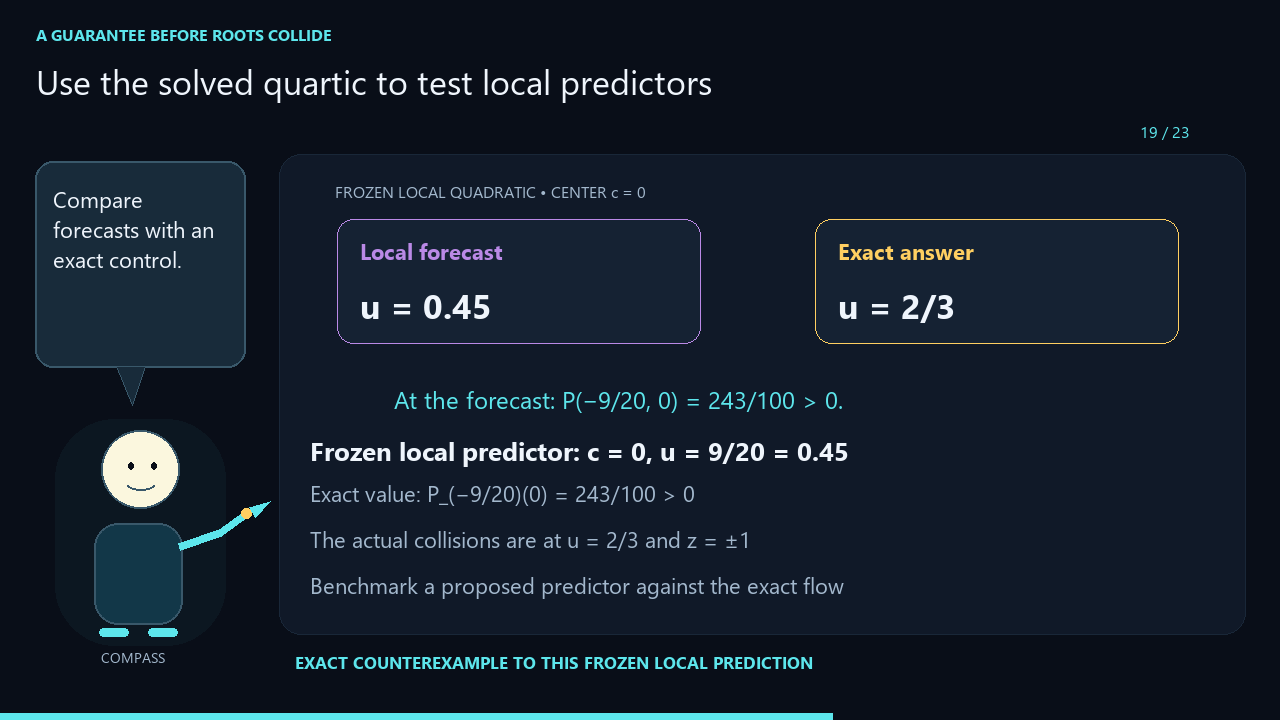 A GUARANTEE BEFORE ROOTS COLLIDE
Use the solved quartic to test local predictors
19 / 23
Compare
forecasts with an
exact control.
COMPASS
FROZEN LOCAL QUADRATIC • CENTER c = 0
Local forecast
u = 0.45
Exact answer
u = 2/3
At the forecast: P(−9/20, 0) = 243/100 > 0.
Frozen local predictor: c = 0, u = 9/20 = 0.45
Exact value: P_(−9/20)(0) = 243/100 > 0
The actual collisions are at u = 2/3 and z = ±1
Benchmark a proposed predictor against the exact flow
EXACT COUNTEREXAMPLE TO THIS FROZEN LOCAL PREDICTION